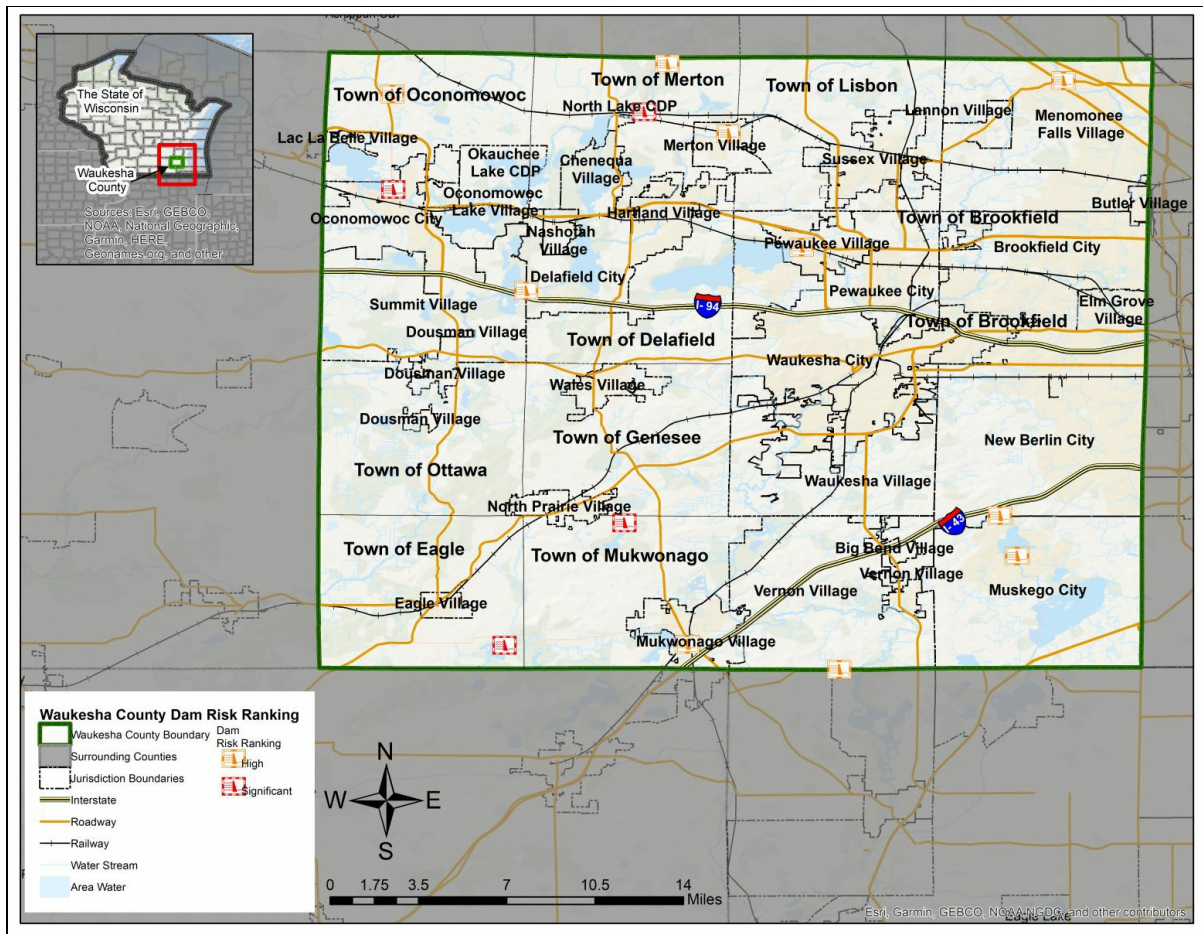 The State of
Wisconsin
Waukesha
County
Sources: Esri, GEBCO,
NOAA, National Geographic,
Garmin, HERE,
Geonames.org, and other
Town of Merton
Town of Lisbon
Town of Oconomowoc
North Lake CDP
Lannon Village
Menomonee
Falls Village
Lac La Belle Village
Merton Village
Okauchee
Lake CDP
Chenequa
Village
Sussex Village
Oconomowoc
Lake Village
Butler Village
Oconomowoc City
Hartland Village
Town of Brookfield
Nashotah
Village
Pewaukee Village
Brookfield City
Delafield City
Pewaukee City
Summit Village
I-94
Elm Grove
Village
Dousman Village
Town of Delafield
Town of Brookfield
Waukesha City
Dousman Village
Wales Village
Dousman Village
Town of Genesee
New Berlin City
Town of Ottawa
Waukesha Village
North Prairie Village
I-43
Town of Eagle
Town of Mukwonago
Big Bend Village
Vernon Village
Vernon Village
Muskego City
Eagle Village
Mukwonago Village
Waukesha County Dam Risk Ranking
Waukesha County Boundary
Surrounding Counties
Jurisdiction Boundaries
Interstate
Roadway
Railway
Water Stream
Area Water
Dam
Risk Ranking
High
Significant
N
W
E
S
0 1.75 3.5 7 10.5 14
Miles
Esri, Garmin, GEBCO, NOAA NGDC, and other contributors
Eagle Lake